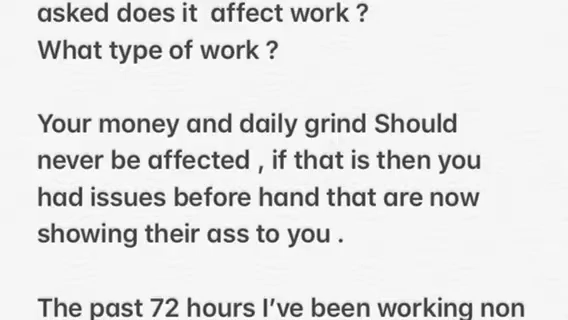 asked does it  affect work ?
What type of work ?
Your money and daily grind Should
never be affected , if that is then you
had issues before hand that are now
showing their ass to you .
The past 72 hours I’ve been working non